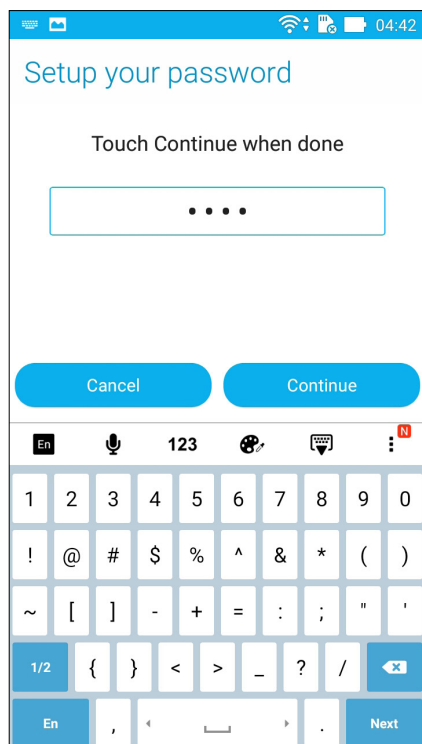 04:42
Setup your password
Touch Continue when done
••••
Cancel Continue
En 123 N
1 2 3 4 5 6 7 8 9 0
! @ # $ % ^ & * ( )
~ [ ] - + = : ; " '
1/2 { } < > _ ? /
En , . Next